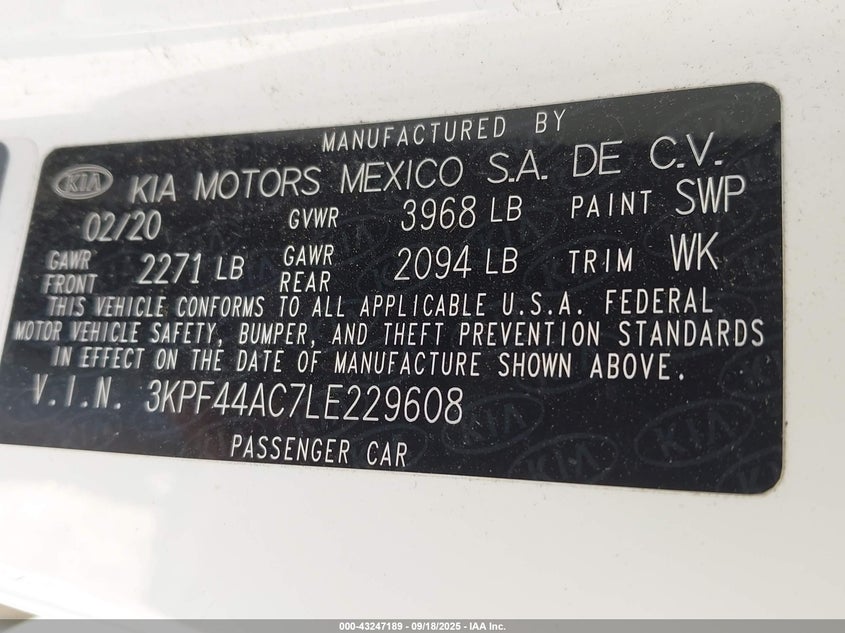 MANUFACTURED BY
KIA KIA MOTORS MEXICO S.A. DE C.V.
02/20 GVWR 3968 LB PAINT SWP
GAWR FRONT 2271 LB GAWR REAR 2094 LB TRIM WK
THIS VEHICLE CONFORMS TO ALL APPLICABLE U.S.A. FEDERAL
MOTOR VEHICLE SAFETY, BUMPER, AND THEFT PREVENTION STANDARDS
IN EFFECT ON THE DATE OF MANUFACTURE SHOWN ABOVE.
V.I.N. 3KPF44AC7LE229608
PASSENGER CAR
000-43247189 - 09/18/2025 - IAA Inc.